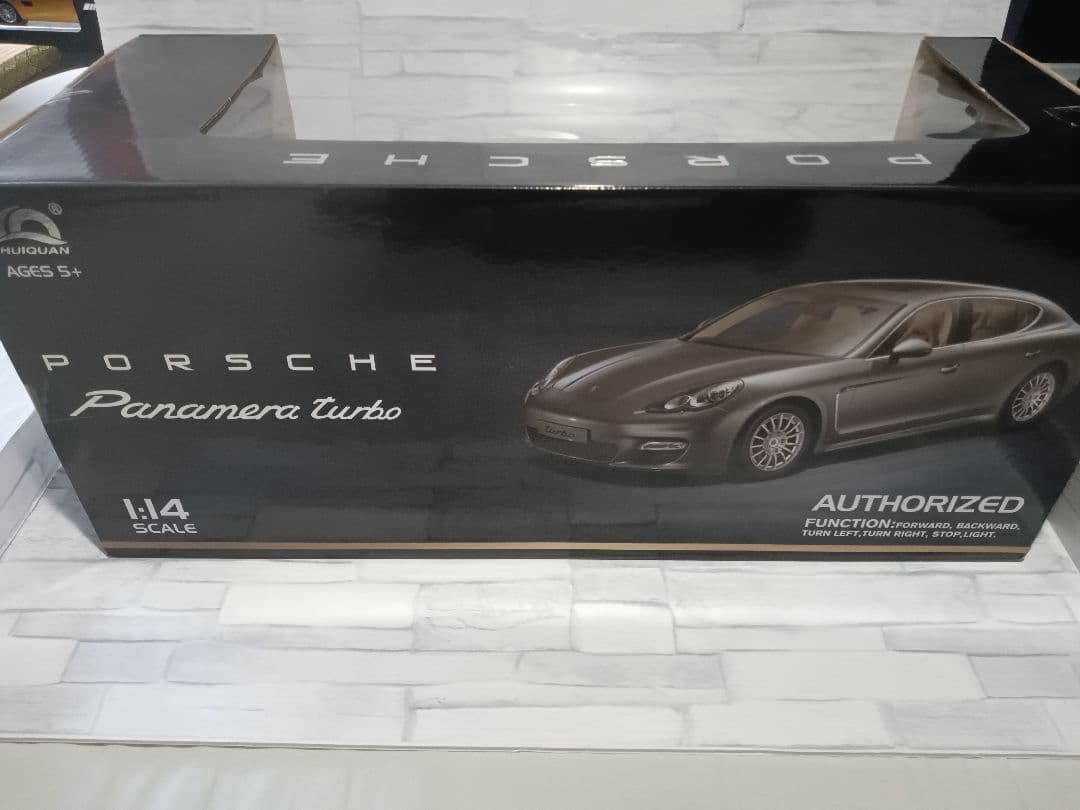 PORSCHE
®
HUIQUAN
AGES 5+
PORSCHE
Panamera turbo
turbo
1:14
SCALE
AUTHORIZED
FUNCTION:FORWARD, BACKWARD,
TURN LEFT,TURN RIGHT, STOP,LIGHT.